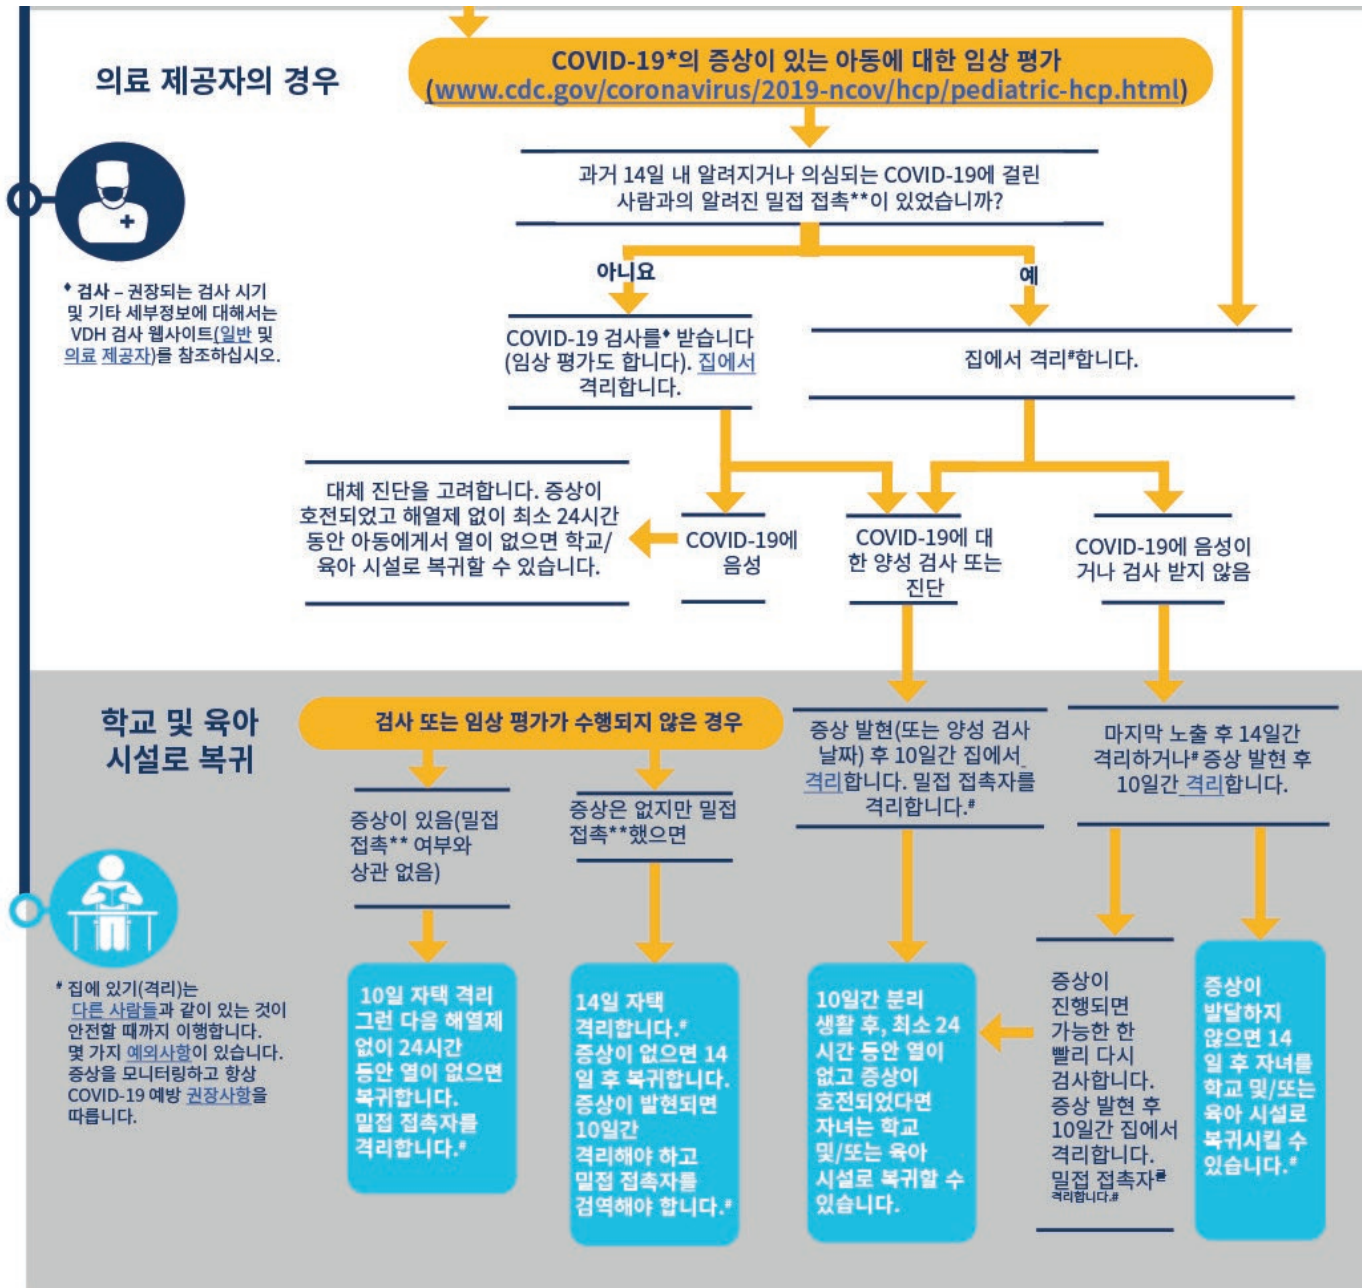 의료 제공자의 경우
COVID-19*의 증상이 있는 아동에 대한 임상 평가
(www.cdc.gov/coronavirus/2019-ncov/hcp/pediatric-hcp.html)
과거 14일 내 알려지거나 의심되는 COVID-19에 걸린
사람과의 알려진 밀접 접촉**이 있었습니까?
아니요
예
♦ 검사 – 권장되는 검사 시기
및 기타 세부정보에 대해서는
VDH 검사 웹사이트(일반 및
의료 제공자)를 참조하십시오.
COVID-19 검사를♦ 받습니다
(임상 평가도 합니다). 집에서
격리합니다.
집에서 격리#합니다.
대체 진단을 고려합니다. 증상이
호전되었고 해열제 없이 최소 24시간
동안 아동에게서 열이 없으면 학교/
육아 시설로 복귀할 수 있습니다.
COVID-19에
음성
COVID-19에 대
한 양성 검사 또는
진단
COVID-19에 음성이
거나 검사 받지 않음
학교 및 육아
시설로 복귀
검사 또는 임상 평가가 수행되지 않은 경우
증상이 있음(밀접
접촉** 여부와
상관 없음)
증상은 없지만 밀접
접촉**했으면
증상 발현(또는 양성 검사
날짜) 후 10일간 집에서
격리합니다. 밀접 접촉자를
격리합니다.#
마지막 노출 후 14일간
격리하거나# 증상 발현 후
10일간 격리합니다.
# 집에 있기(격리)는
다른 사람들과 같이 있는 것이
안전할 때까지 이행합니다.
몇 가지 예외사항이 있습니다.
증상을 모니터링하고 항상
COVID-19 예방 권장사항을
따릅니다.
10일 자택 격리
그런 다음 해열제
없이 24시간
동안 열이 없으면
복귀합니다.
밀접 접촉자를
격리합니다.#
14일 자택
격리합니다.#
증상이 없으면 14
일 후 복귀합니다.
증상이 발현되면
10일간
격리해야 하고
밀접 접촉자를
검역해야 합니다.#
10일간 분리
생활 후, 최소 24
시간 동안 열이
없고 증상이
호전되었다면
자녀는 학교
및/또는 육아
시설로 복귀할 수
있습니다.
증상이
진행되면
가능한 한
빨리 다시
검사합니다.
증상 발현 후
10일간 집에서
격리합니다.
밀접 접촉자를
격리합니다.#
증상이
발달하지
않으면 14
일 후 자녀를
학교 및/또는
육아 시설로
복귀시킬 수
있습니다.#